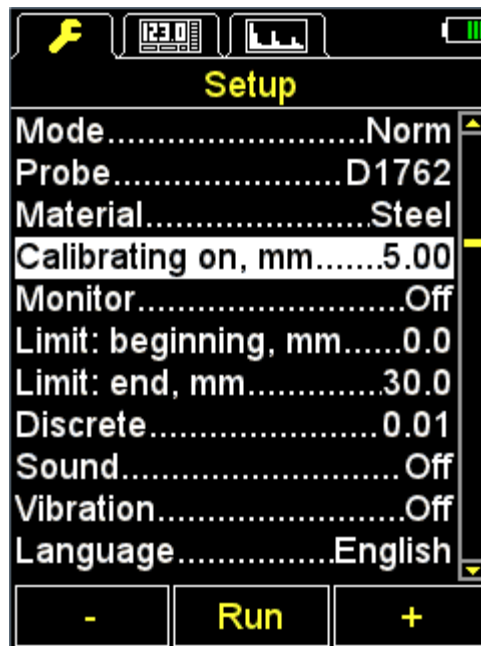 123.0
Setup
Mode......................Norm
Probe....................D1762
Material...................Steel
Calibrating on, mm.......5.00
Monitor.......................Off
Limit: beginning, mm......0.0
Limit: end, mm............30.0
Discrete....................0.01
Sound........................Off
Vibration.....................Off
Language..............English
- Run +